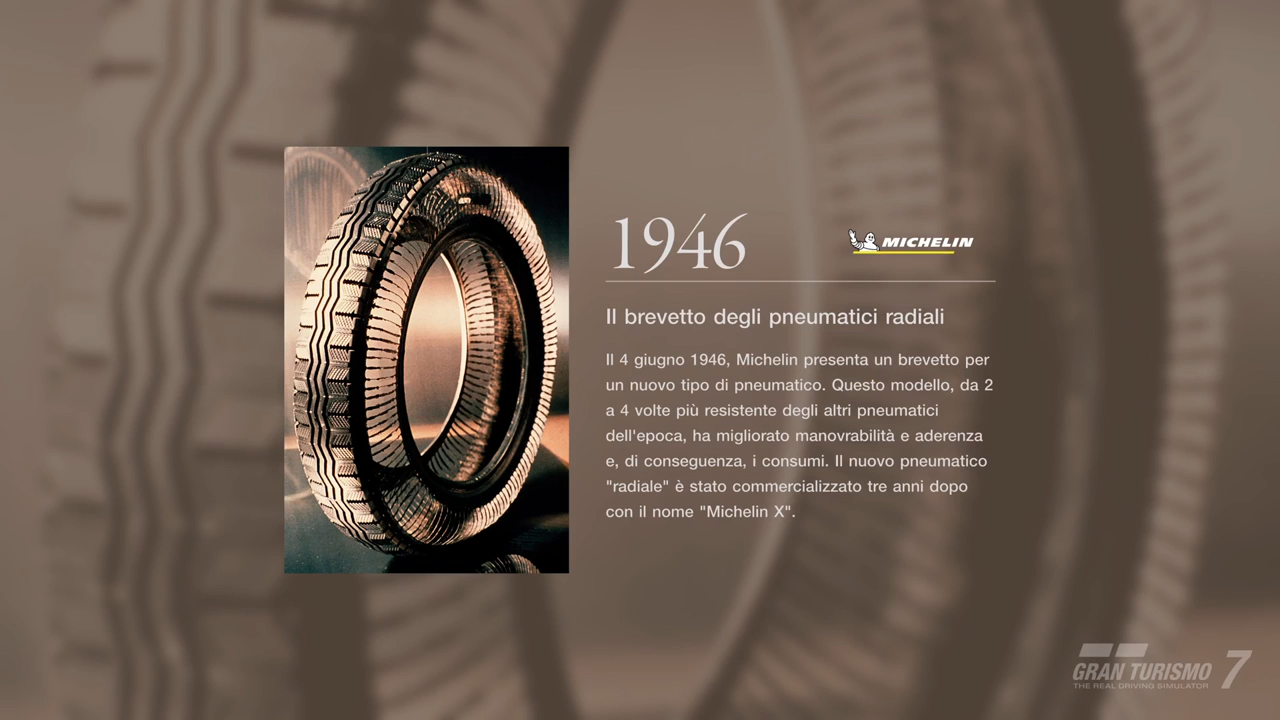 1946
MICHELIN
Il brevetto degli pneumatici radiali
Il 4 giugno 1946, Michelin presenta un brevetto per
un nuovo tipo di pneumatico. Questo modello, da 2
a 4 volte più resistente degli altri pneumatici
dell'epoca, ha migliorato manovrabilità e aderenza
e, di conseguenza, i consumi. Il nuovo pneumatico
"radiale" è stato commercializzato tre anni dopo
con il nome "Michelin X".
GRAN TURISMO 7
THE REAL DRIVING SIMULATOR